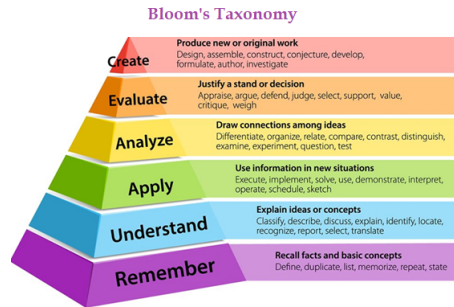 Bloom's Taxonomy
Create
Produce new or original work
Design, assemble, construct, conjecture, develop,
formulate, author, investigate
Evaluate
Justify a stand or decision
Appraise, argue, defend, judge, select, support, value,
critique, weigh
Analyze
Draw connections among ideas
Differentiate, organize, relate, compare, contrast, distinguish,
examine, experiment, question, test
Apply
Use information in new situations
Execute, implement, solve, use, demonstrate, interpret,
operate, schedule, sketch
Understand
Explain ideas or concepts
Classify, describe, discuss, explain, identify, locate,
recognize, report, select, translate
Remember
Recall facts and basic concepts
Define, duplicate, list, memorize, repeat, state